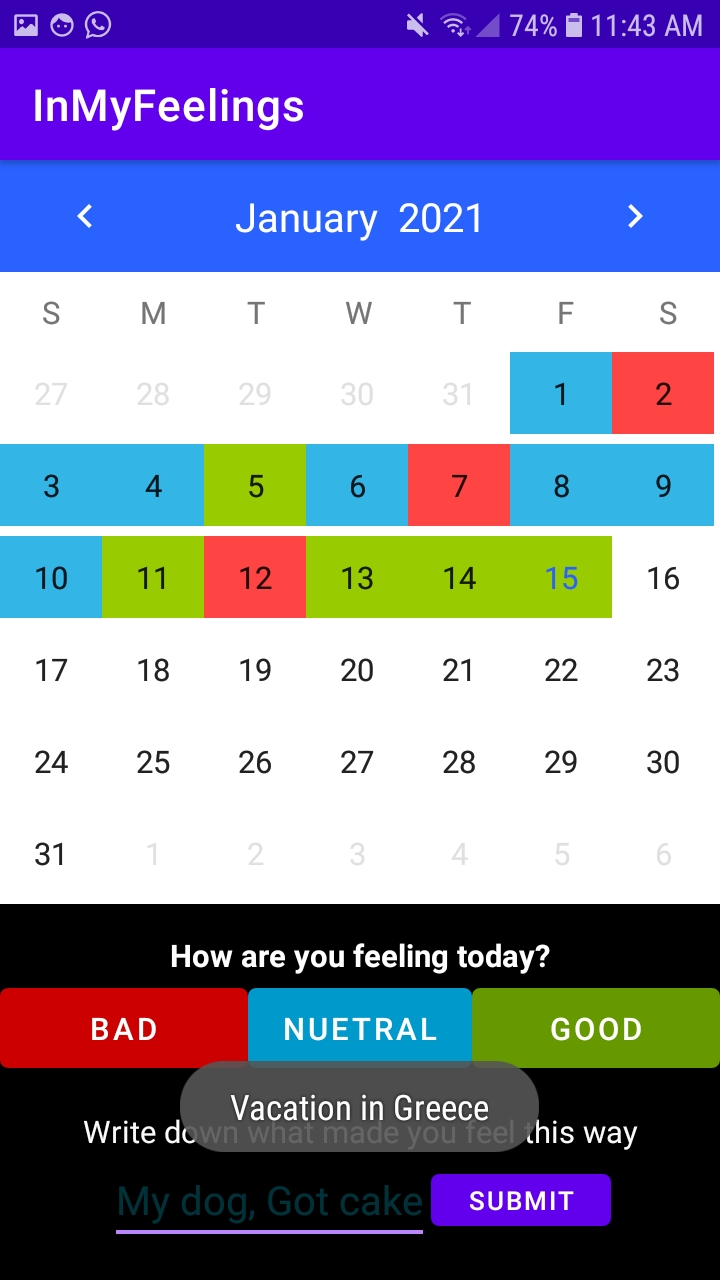 74% 11:43 AM
InMyFeelings
January 2021
S M T W T F S
27 28 29 30 31 1 2
3 4 5 6 7 8 9
10 11 12 13 14 15 16
17 18 19 20 21 22 23
24 25 26 27 28 29 30
31 1 2 3 4 5 6
How are you feeling today?
BAD NUETRAL GOOD
Vacation in Greece
Write down what made you feel this way
My dog, Got cake SUBMIT